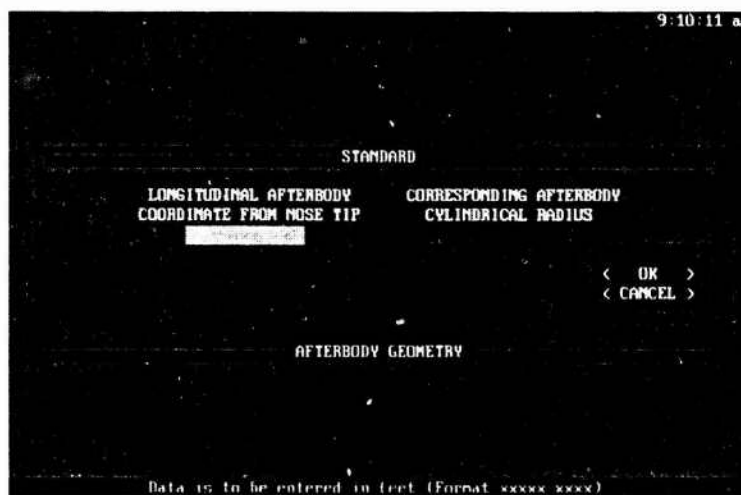 9:10:11 a
STANDARD
LONGITUDINAL AFTERBODY CORRESPONDING AFTERBODY
COORDINATE FROM NOSE TIP CYLINDRICAL RADIUS
< OK >
< CANCEL >
AFTERBODY GEOMETRY
Data is to be entered in feet (Format xxxxx.xxxx)